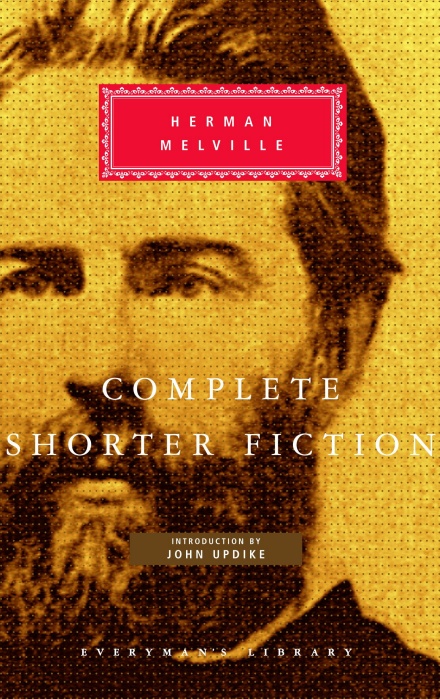 HERMAN
MELVILLE
COMPLETE
SHORTER FICTION
INTRODUCTION BY
JOHN UPDIKE
EVERYMAN'S LIBRARY